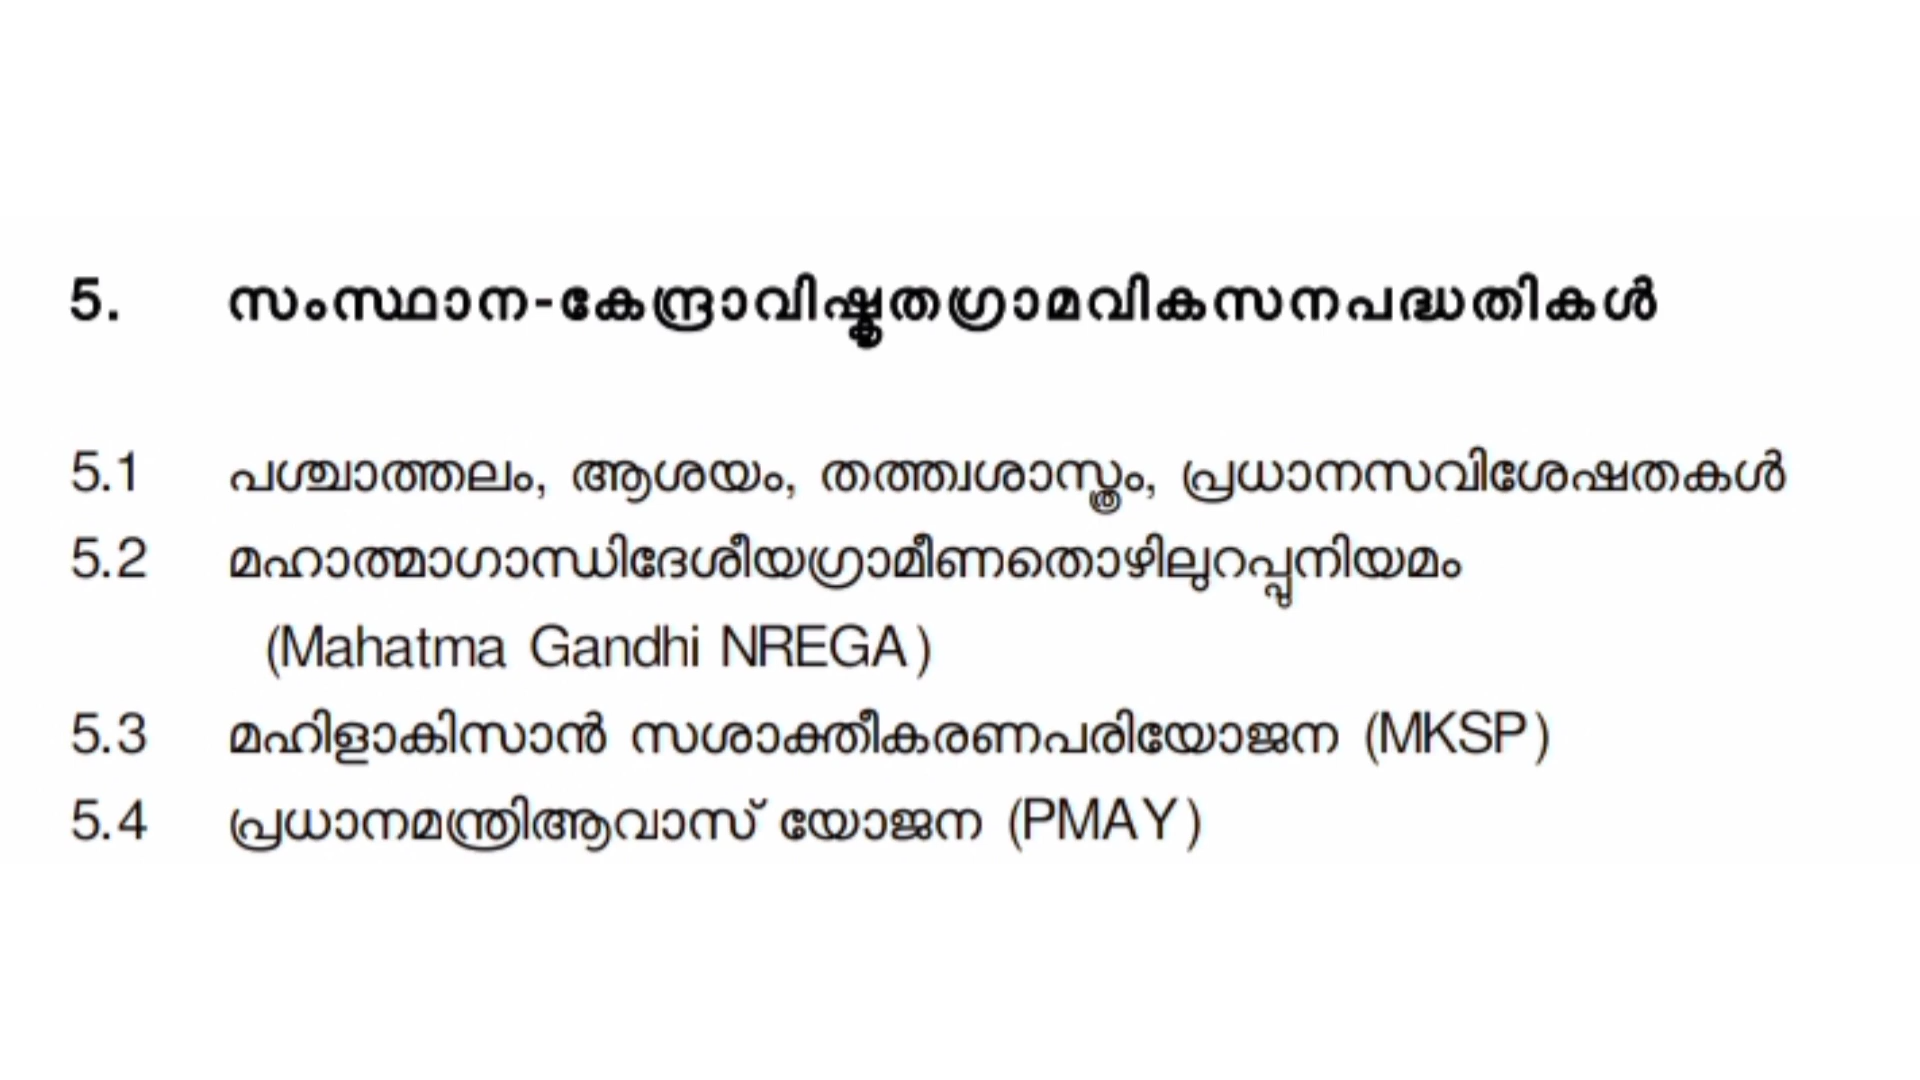 5. സംസ്ഥാന-കേന്ദ്രാവിഷ്കൃതഗ്രാമവികസനപദ്ധതികൾ
5.1 പശ്ചാത്തലം, ആശയം, തത്ത്വശാസ്ത്രം, പ്രധാനസവിശേഷതകൾ
5.2 മഹാത്മാഗാന്ധിദേശീയഗ്രാമീണതൊഴിലുറപ്പുനിയമം
(Mahatma Gandhi NREGA)
5.3 മഹിളാകിസാൻ സശാക്തീകരണപരിയോജന (MKSP)
5.4 പ്രധാനമന്ത്രിആവാസ് യോജന (PMAY)